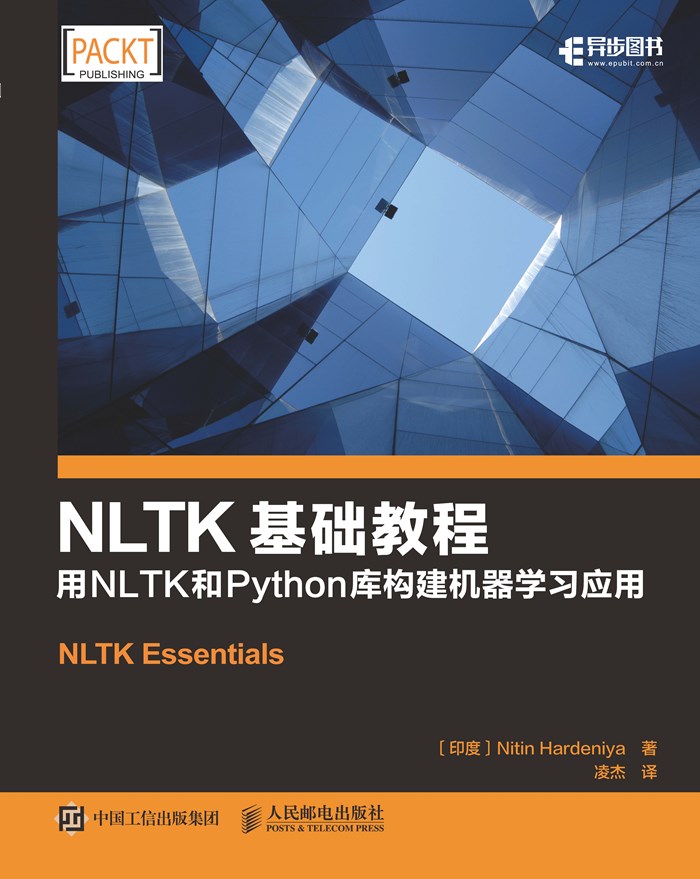 PACKT
PUBLISHING
异步图书
www.epubit.com.cn
NLTK 基础教程
用NLTK和Python库构建机器学习应用
NLTK Essentials
[印度] Nitin Hardeniya 著
凌杰 译
中国工信出版集团
人民邮电出版社
POSTS & TELECOM PRESS